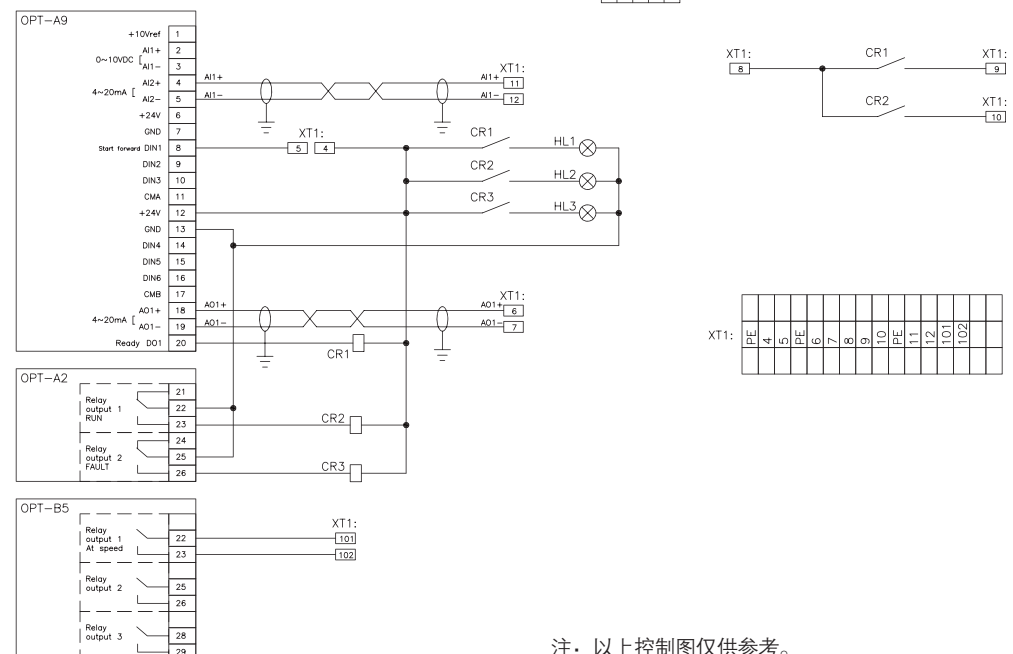 OPT-A9
+10Vref 1
AI1+ 2
0~10VDC [
AI1- 3
AI2+ 4 AI1+ AI1+ XT1: 11
4~20mA [
AI2- 5 AI1- AI1- 12
+24V 6
GND 7
Start forward DIN1 8 XT1: 5 4 CR1 HL1
DIN2 9 CR2
DIN3 10 HL2
CMA 11 CR3
+24V 12 HL3
GND 13
DIN4 14
DIN5 15
DIN6 16
CMB 17
AO1+ 18 AO1+ AO1+ XT1: 6
4~20mA [
AO1- 19 AO1- AO1- 7
Ready DO1 20 CR1
OPT-A2
21
Relay output 1 RUN 22
23 CR2
24
Relay output 2 FAULT 25
26 CR3
OPT-B5
Relay output 1 At speed 22 XT1: 101
23 102
Relay output 2 25
26
Relay output 3 28
29
XT1: 8 CR1 XT1: 9
CR2 XT1: 10
XT1: PE 4 5 PE 6 7 8 9 10 PE 11 12 101 102
注：以上控制图仅供参考。